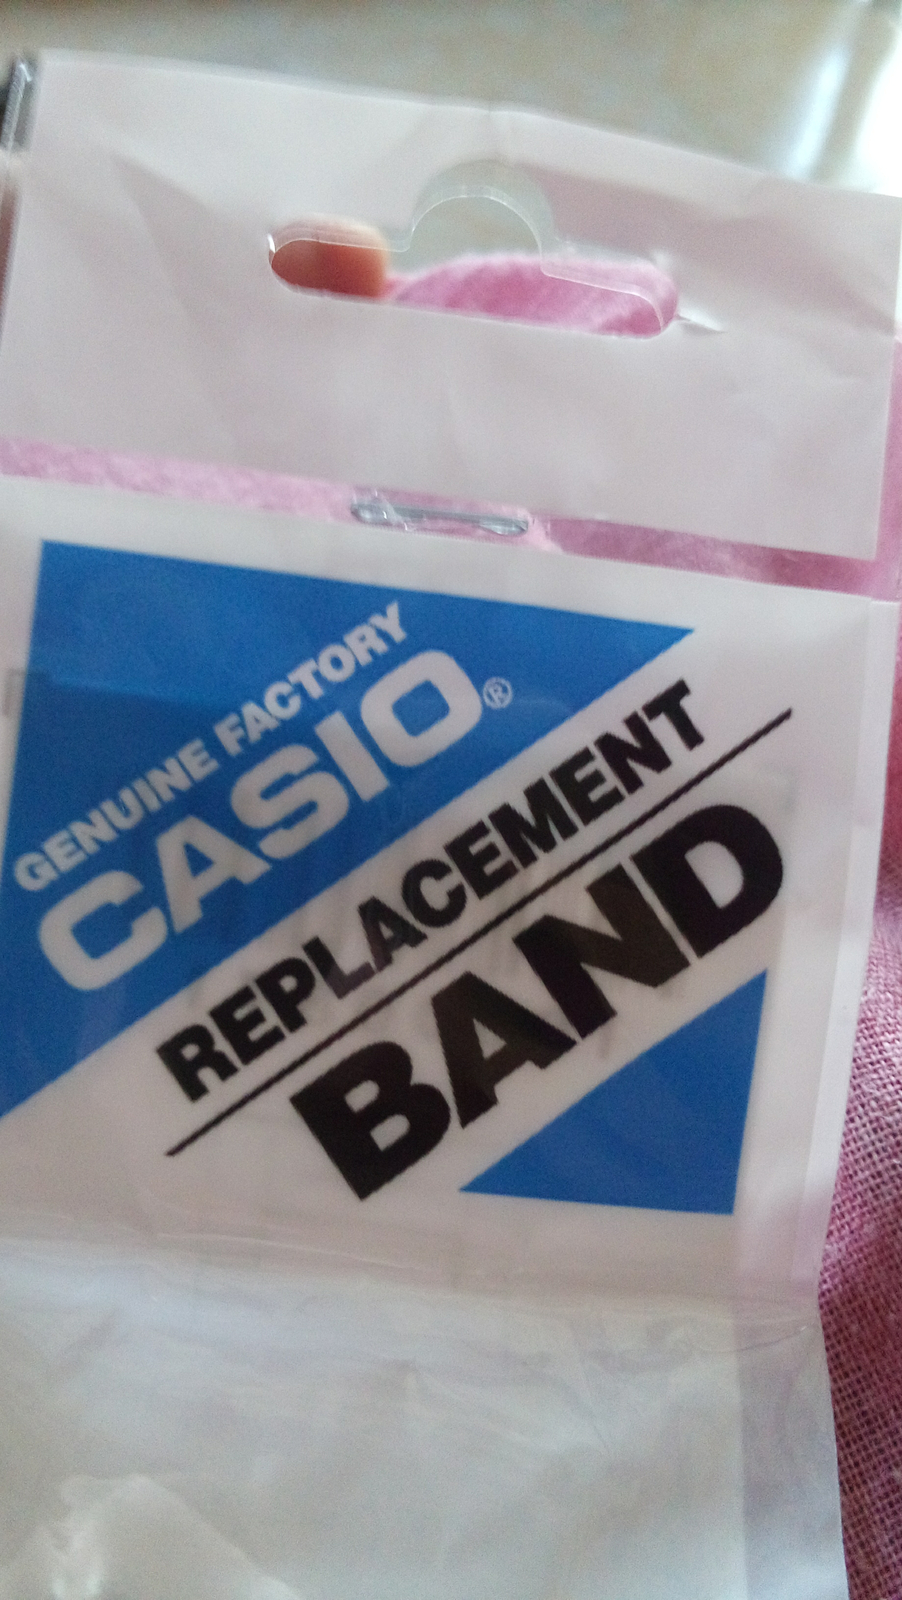 GENUINE FACTORY
CASIO®
REPLACEMENT
BAND